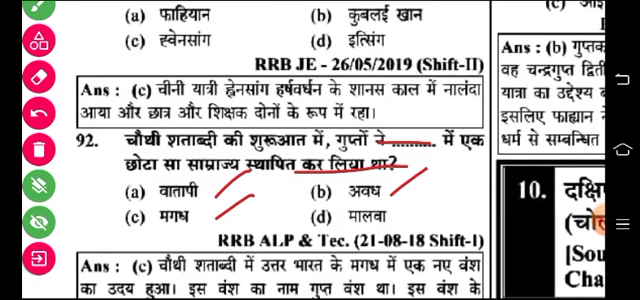 (a) फाहियान (b) कुबलई खान
(c) ह्वेनसांग (d) इत्सिंग
RRB JE - 26/05/2019 (Shift-II)
Ans : (c) चीनी यात्री ह्वेनसांग हर्षवर्धन के शानस काल में नालंदा
आया और छात्र और शिक्षक दोनों के रूप में रहा।
92. चौथी शताब्दी की शुरूआत में, गुप्तों ने ......... में एक
छोटा सा साम्राज्य स्थापित कर लिया था?
(a) वातापी (b) अवध
(c) मगध (d) मालवा
RRB ALP & Tec. (21-08-18 Shift-I)
Ans : (c) चौथी शताब्दी में उत्तर भारत के मगध में एक नए वंश
का उदय हुआ। इस वंश का नाम गुप्त वंश था। इस वंश के
(c)
Ans : (b) गुप्तक
वह चन्द्रगुप्त द्विती
यात्रा का उद्देश्य
इसलिए फाह्यान
धर्म से सम्बन्धित
10. दक्षि
(चो
[Sou
Cha